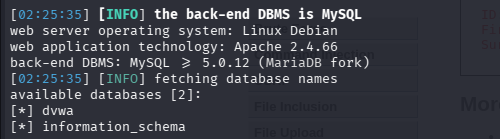 [02:25:35] [INFO] the back-end DBMS is MySQL
web server operating system: Linux Debian
web application technology: Apache 2.4.66
back-end DBMS: MySQL ≥ 5.0.12 (MariaDB fork)
[02:25:35] [INFO] fetching database names
available databases [2]:
[*] dvwa
[*] information_schema
File Inclusion
File Upload